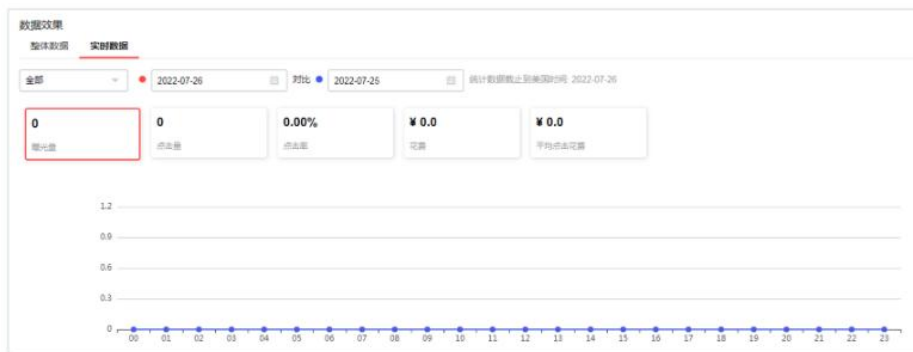 数据效果
整体数据 实时数据
全部 2022-07-26 对比 2022-07-25 统计数据截止到美国时间: 2022-07-26
0 0 0.00% ¥ 0.0 ¥ 0.0
曝光量 点击量 点击率 花费 平均点击花费
1.2
0.9
0.6
0.3
0
00 01 02 03 04 05 06 07 08 09 10 11 12 13 14 15 16 17 18 19 20 21 22 23